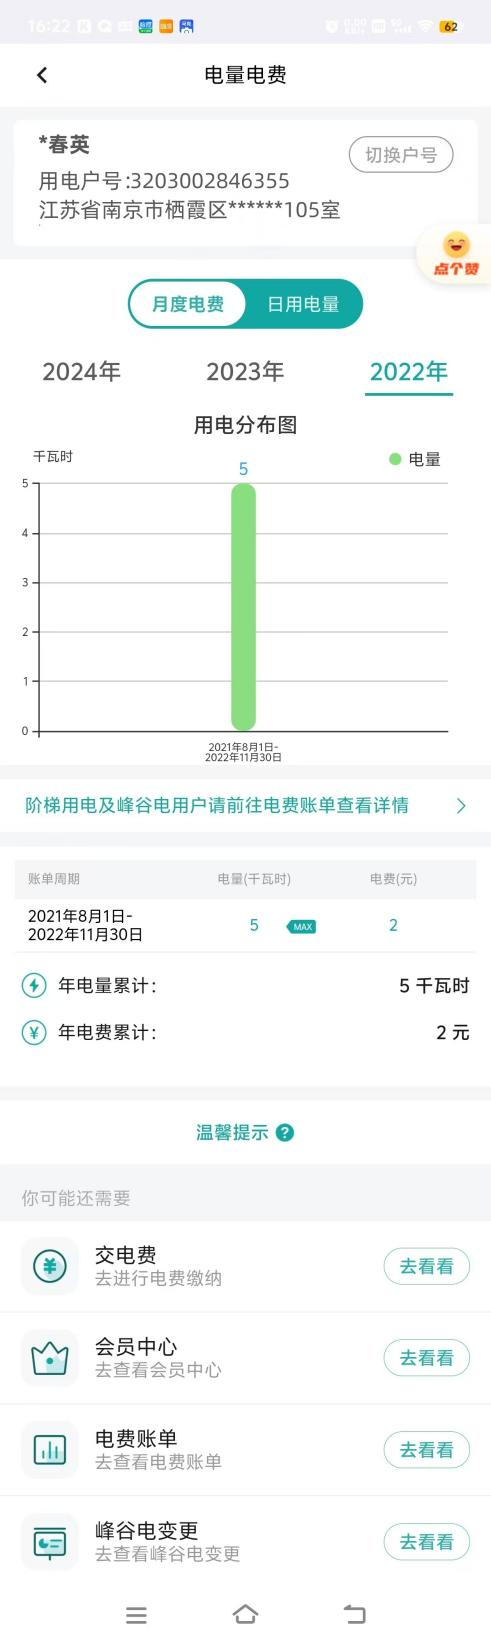 16:22
62
电量电费
*春英
切换户号
用电户号:3203002846355
江苏省南京市栖霞区******105室
点个赞
月度电费 日用电量
2024年 2023年 2022年
用电分布图
千瓦时
电量
5
5
4
3
2
1
0
2021年8月1日-
2022年11月30日
阶梯用电及峰谷电用户请前往电费账单查看详情
账单周期 电量(千瓦时) 电费(元)
2021年8月1日-
2022年11月30日
5 MAX 2
年电量累计: 5 千瓦时
年电费累计: 2 元
温馨提示 ?
你可能还需要
交电费
去进行电费缴纳
去看看
会员中心
去查看会员中心
去看看
电费账单
去查看电费账单
去看看
峰谷电变更
去查看峰谷电变更
去看看